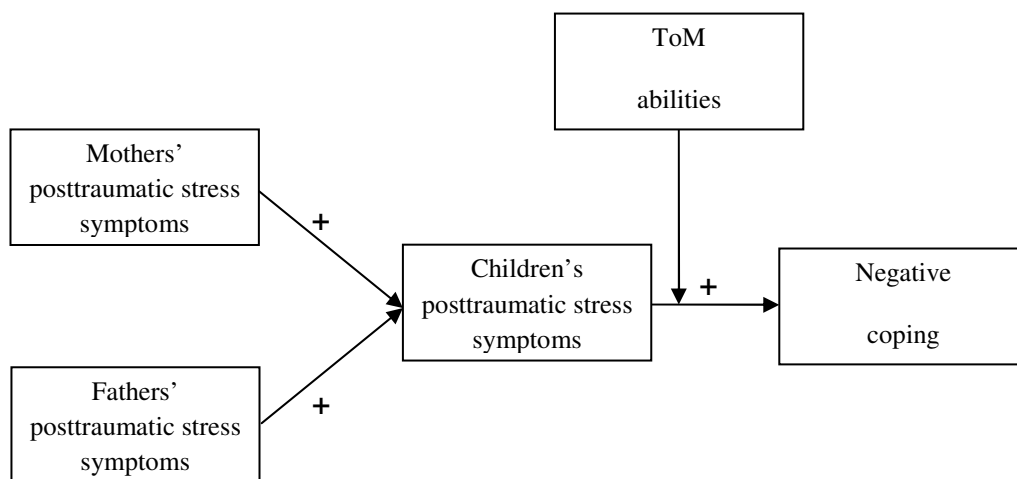 ToM
abilities
Mothers’
posttraumatic stress
symptoms
+
Children’s
posttraumatic stress
symptoms
+
Negative
coping
Fathers’
posttraumatic stress
symptoms
+